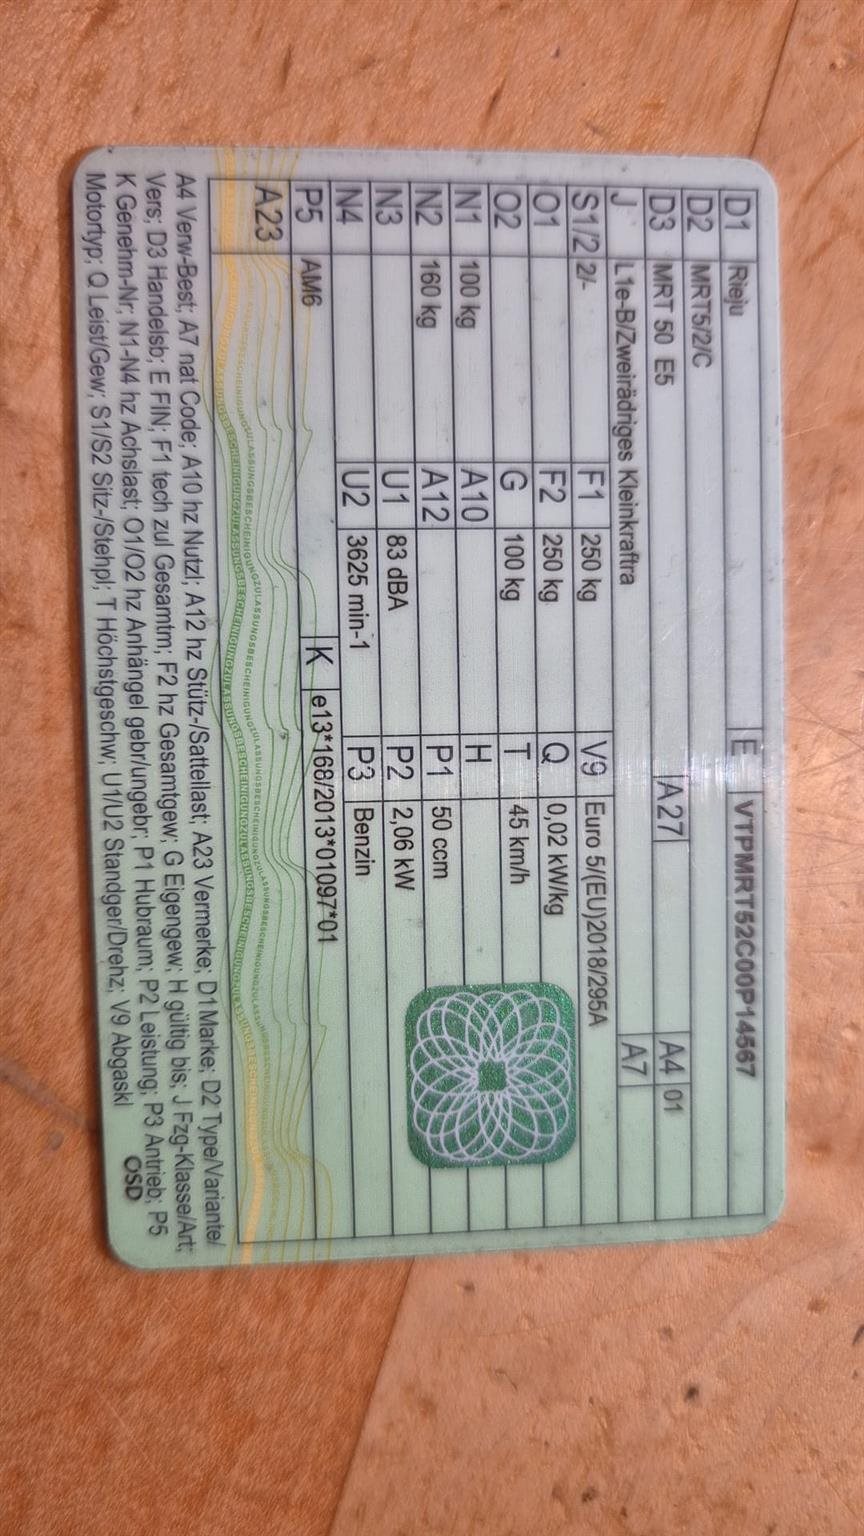 D1 Rieju E VTPMRT52C00P14567
D2 MRT5/2/C
D3 MRT 50 E5 A27 A4 01
J L1e-B/Zweirädriges Kleinkraftra A7
S1/2 2/- F1 250 kg V9 Euro 5/(EU)2018/295A
O1 F2 250 kg Q 0,02 kW/kg
O2 G 100 kg T 45 km/h
N1 100 kg A10 H
N2 160 kg A12 P1 50 ccm
N3 U1 83 dBA P2 2,06 kW
N4 U2 3625 min-1 P3 Benzin
P5 AM6 K e13*168/2013*01097*01
A23
A4 Verw-Best; A7 nat Code; A10 hz Nutzl; A12 hz Stütz-/Sattellast; A23 Vermerke; D1 Marke; D2 Type/Variante/
Vers; D3 Handelsb; E FIN; F1 tech zul Gesamtm; F2 hz Gesamtgew; G Eigengew; H gültig bis; J Fzg-Klasse/Art;
K Genehm-Nr; N1-N4 hz Achslast; O1/O2 hz Anhängel gebr/ungebr; P1 Hubraum; P2 Leistung; P3 Antrieb; P5
Motortyp; Q Leist/Gew; S1/S2 Sitz-/Stehpl; T Höchstgeschw; U1/U2 Standger/Drehz; V9 Abgaskl
OSD